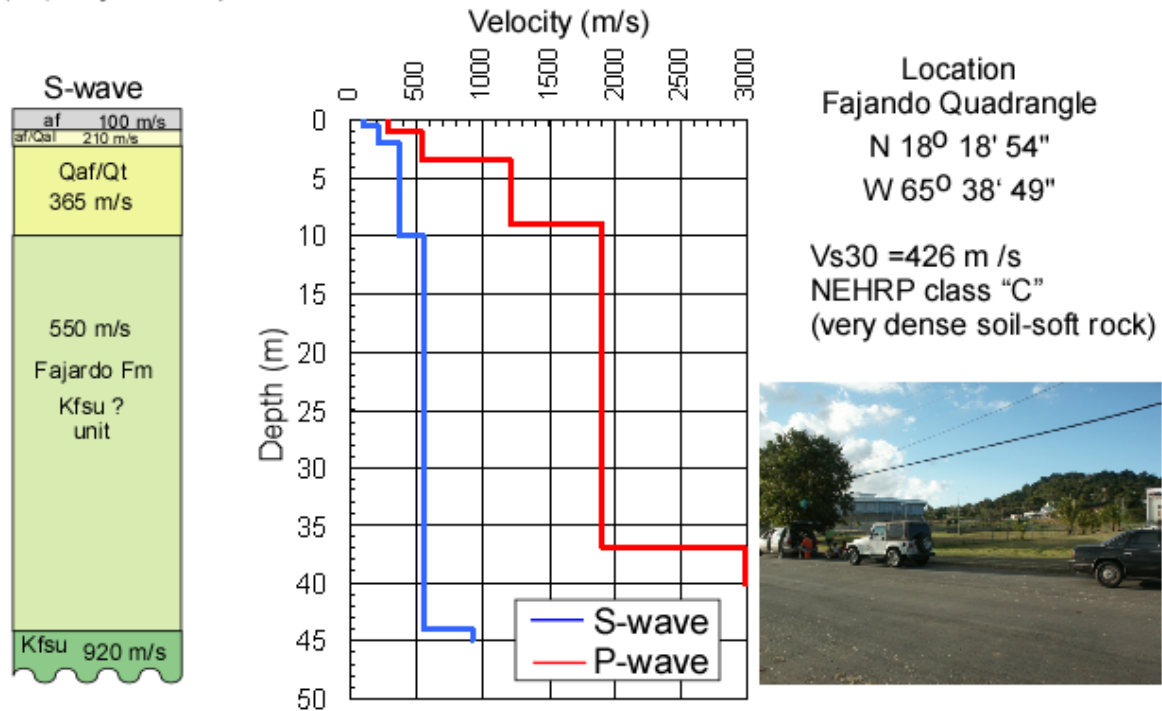 S-wave
af 100 m/s
af/Qal 210 m/s
Qaf/Qt
365 m/s
550 m/s
Fajardo Fm
Kfsu ?
unit
Kfsu 920 m/s
Velocity (m/s)
0 500 1000 1500 2000 2500 3000
Depth (m)
0
5
10
15
20
25
30
35
40
45
50
S-wave
P-wave
Location
Fajando Quadrangle
N 18⁰ 18' 54"
W 65⁰ 38' 49"
Vs30 =426 m /s
NEHRP class “C”
(very dense soil-soft rock)